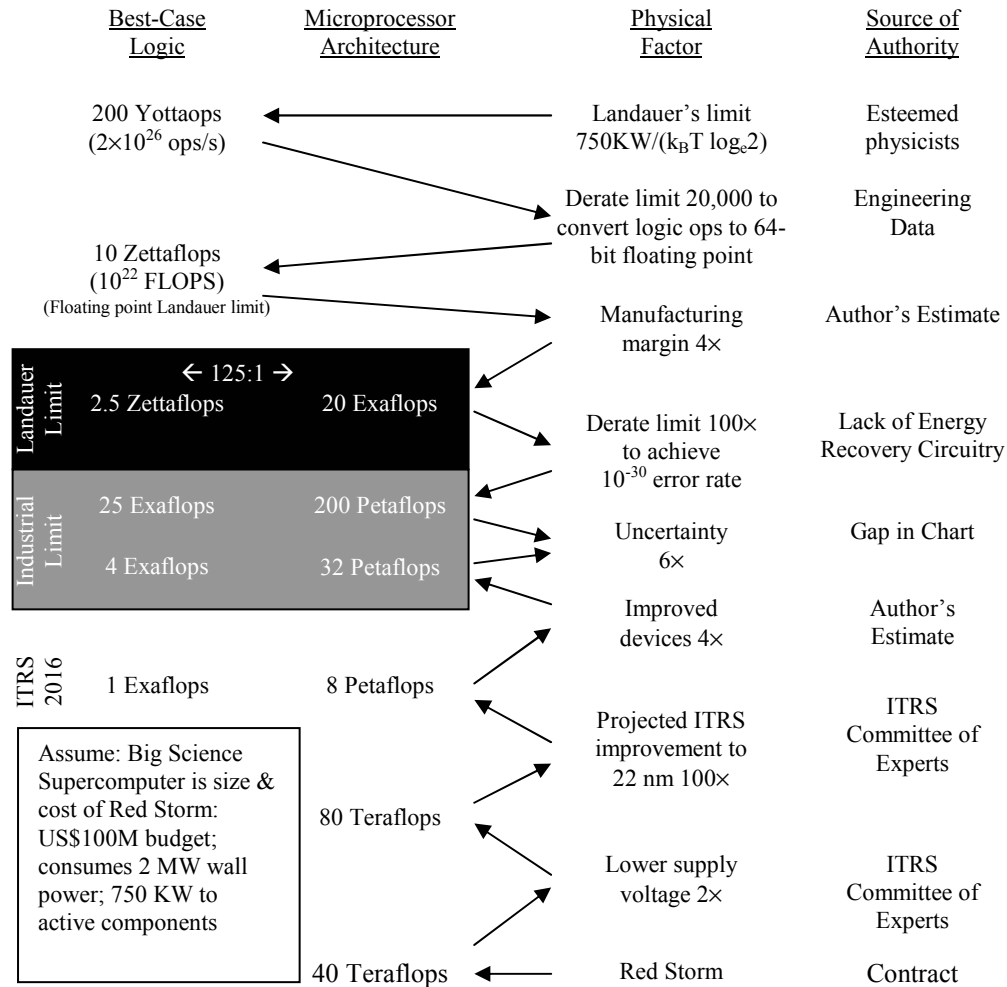 Best-Case
Logic
Microprocessor
Architecture
Physical
Factor
Source of
Authority
200 Yottaops
(2×10²⁶ ops/s)
Landauer’s limit
750KW/(k_BT log_e2)
Esteemed
physicists
Derate limit 20,000 to
convert logic ops to 64-
bit floating point
Engineering
Data
10 Zettaflops
(10²² FLOPS)
(Floating point Landauer limit)
Manufacturing
margin 4×
Author’s Estimate
Landauer
Limit
← 125:1 →
2.5 Zettaflops
20 Exaflops
Derate limit 100×
to achieve
10⁻³⁰ error rate
Lack of Energy
Recovery Circuitry
Industrial
Limit
25 Exaflops
200 Petaflops
Uncertainty
6×
Gap in Chart
4 Exaflops
32 Petaflops
Improved
devices 4×
Author’s
Estimate
ITRS
2016
1 Exaflops
8 Petaflops
Projected ITRS
improvement to
22 nm 100×
ITRS
Committee of
Experts
Assume: Big Science
Supercomputer is size &
cost of Red Storm:
US$100M budget;
consumes 2 MW wall
power; 750 KW to
active components
80 Teraflops
Lower supply
voltage 2×
ITRS
Committee of
Experts
40 Teraflops
Red Storm
Contract